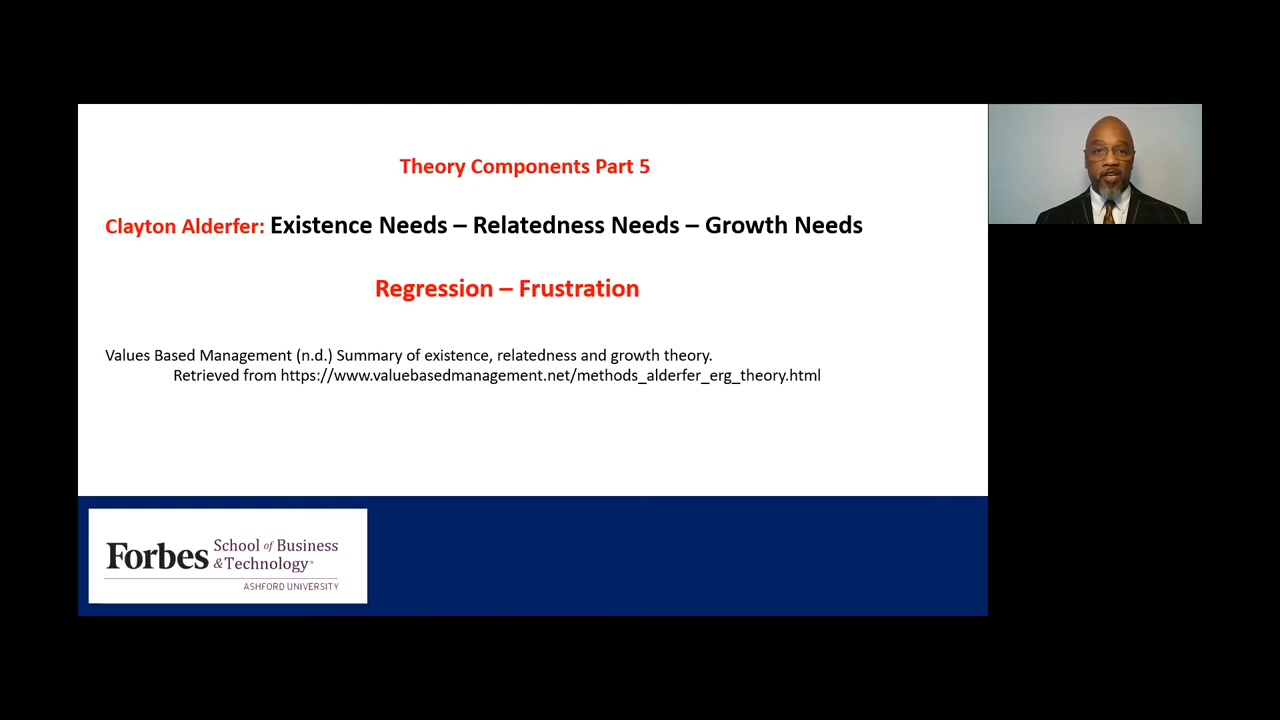 Theory Components Part 5
Clayton Alderfer: Existence Needs – Relatedness Needs – Growth Needs
Regression – Frustration
Values Based Management (n.d.) Summary of existence, relatedness and growth theory.
Retrieved from https://www.valuebasedmanagement.net/methods_alderfer_erg_theory.html
Forbes School of Business
&Technology®
ASHFORD UNIVERSITY